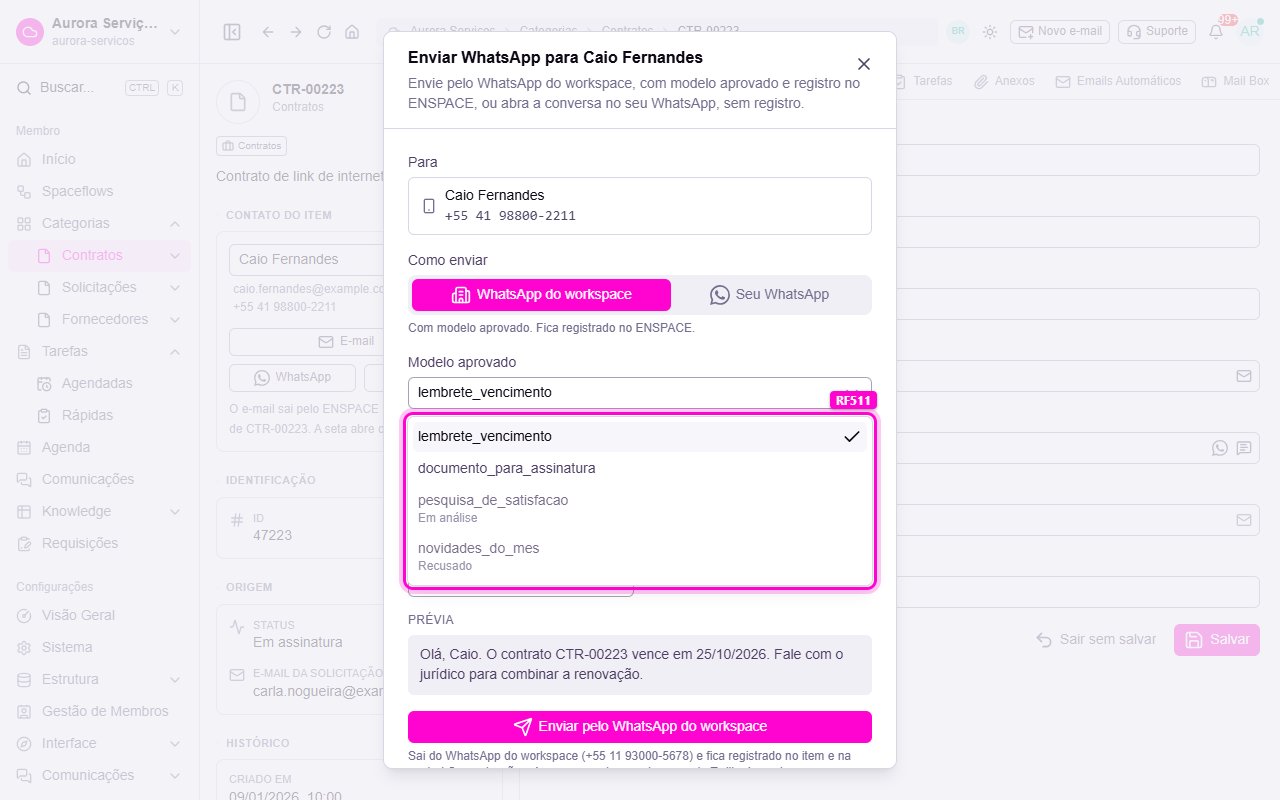 Aurora Serviç...
aurora-servicos
Aurora Serviços
Categorias
Contratos
CTR-00223
BR
Novo e-mail
Suporte
99+
AR
Buscar...
CTRL
K
Membro
Início
Spaceflows
Categorias
Contratos
Solicitações
Fornecedores
Tarefas
Agendadas
Rápidas
Agenda
Comunicações
Knowledge
Requisições
Configurações
Visão Geral
Sistema
Estrutura
Gestão de Membros
Interface
Comunicações
CTR-00223
Contratos
Contratos
Contrato de link de internet
CONTATO DO ITEM
Caio Fernandes
caio.fernandes@example.co
+55 41 98800-2211
E-mail
WhatsApp
O e-mail sai pelo ENSPACE
de CTR-00223. A seta abre o
IDENTIFICAÇÃO
ID
47223
ORIGEM
STATUS
Em assinatura
E-MAIL DA SOLICITAÇÃO
carla.nogueira@exa
HISTÓRICO
CRIADO EM
09/01/2026, 10:00
Tarefas
Anexos
Emails Automáticos
Mail Box
Sair sem salvar
Salvar
Enviar WhatsApp para Caio Fernandes
Envie pelo WhatsApp do workspace, com modelo aprovado e registro no
ENSPACE, ou abra a conversa no seu WhatsApp, sem registro.
Para
Caio Fernandes
+55 41 98800-2211
Como enviar
WhatsApp do workspace
Seu WhatsApp
Com modelo aprovado. Fica registrado no ENSPACE.
Modelo aprovado
lembrete_vencimento
RF511
lembrete_vencimento
documento_para_assinatura
pesquisa_de_satisfacao
Em análise
novidades_do_mes
Recusado
PRÉVIA
Olá, Caio. O contrato CTR-00223 vence em 25/10/2026. Fale com o
jurídico para combinar a renovação.
Enviar pelo WhatsApp do workspace
Sai do WhatsApp do workspace (+55 11 93000-5678) e fica registrado no item e na